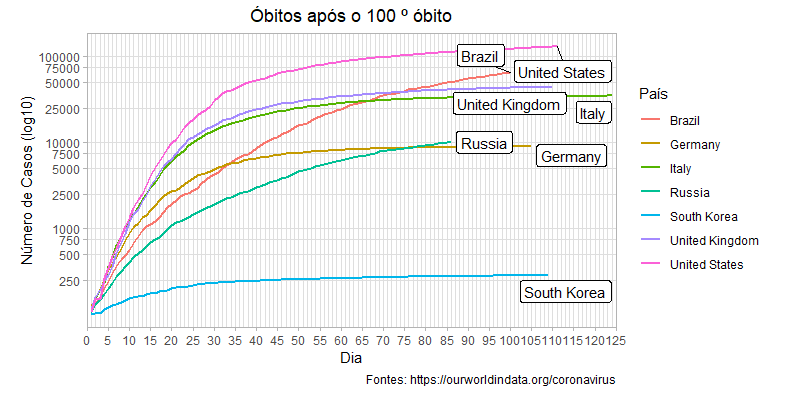 Óbitos após o 100 º óbito
Número de Casos (log10)
100000
75000
50000
25000
10000
7500
5000
2500
1000
750
500
250
Brazil
United States
United Kingdom
Italy
Russia
Germany
South Korea
0 5 10 15 20 25 30 35 40 45 50 55 60 65 70 75 80 85 90 95 100 105 110 115 120 125
Dia
País
Brazil
Germany
Italy
Russia
South Korea
United Kingdom
United States
Fontes: https://ourworldindata.org/coronavirus